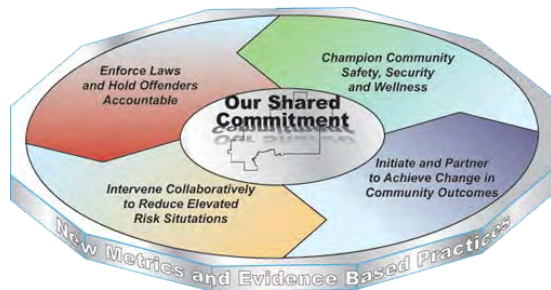 Enforce Laws
and Hold Offenders
Accountable
Champion Community
Safety, Security
and Wellness
Our Shared
Commitment
Intervene Collaboratively
to Reduce Elevated
Risk Situtations
Initiate and Partner
to Achieve Change in
Community Outcomes
New Metrics and Evidence Based Practices